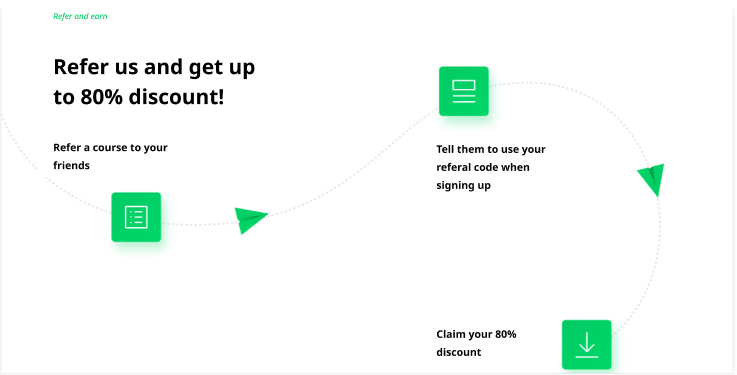 Refer and earn
Refer us and get up
to 80% discount!
Refer a course to your
friends
Tell them to use your
referal code when
signing up
Claim your 80%
discount